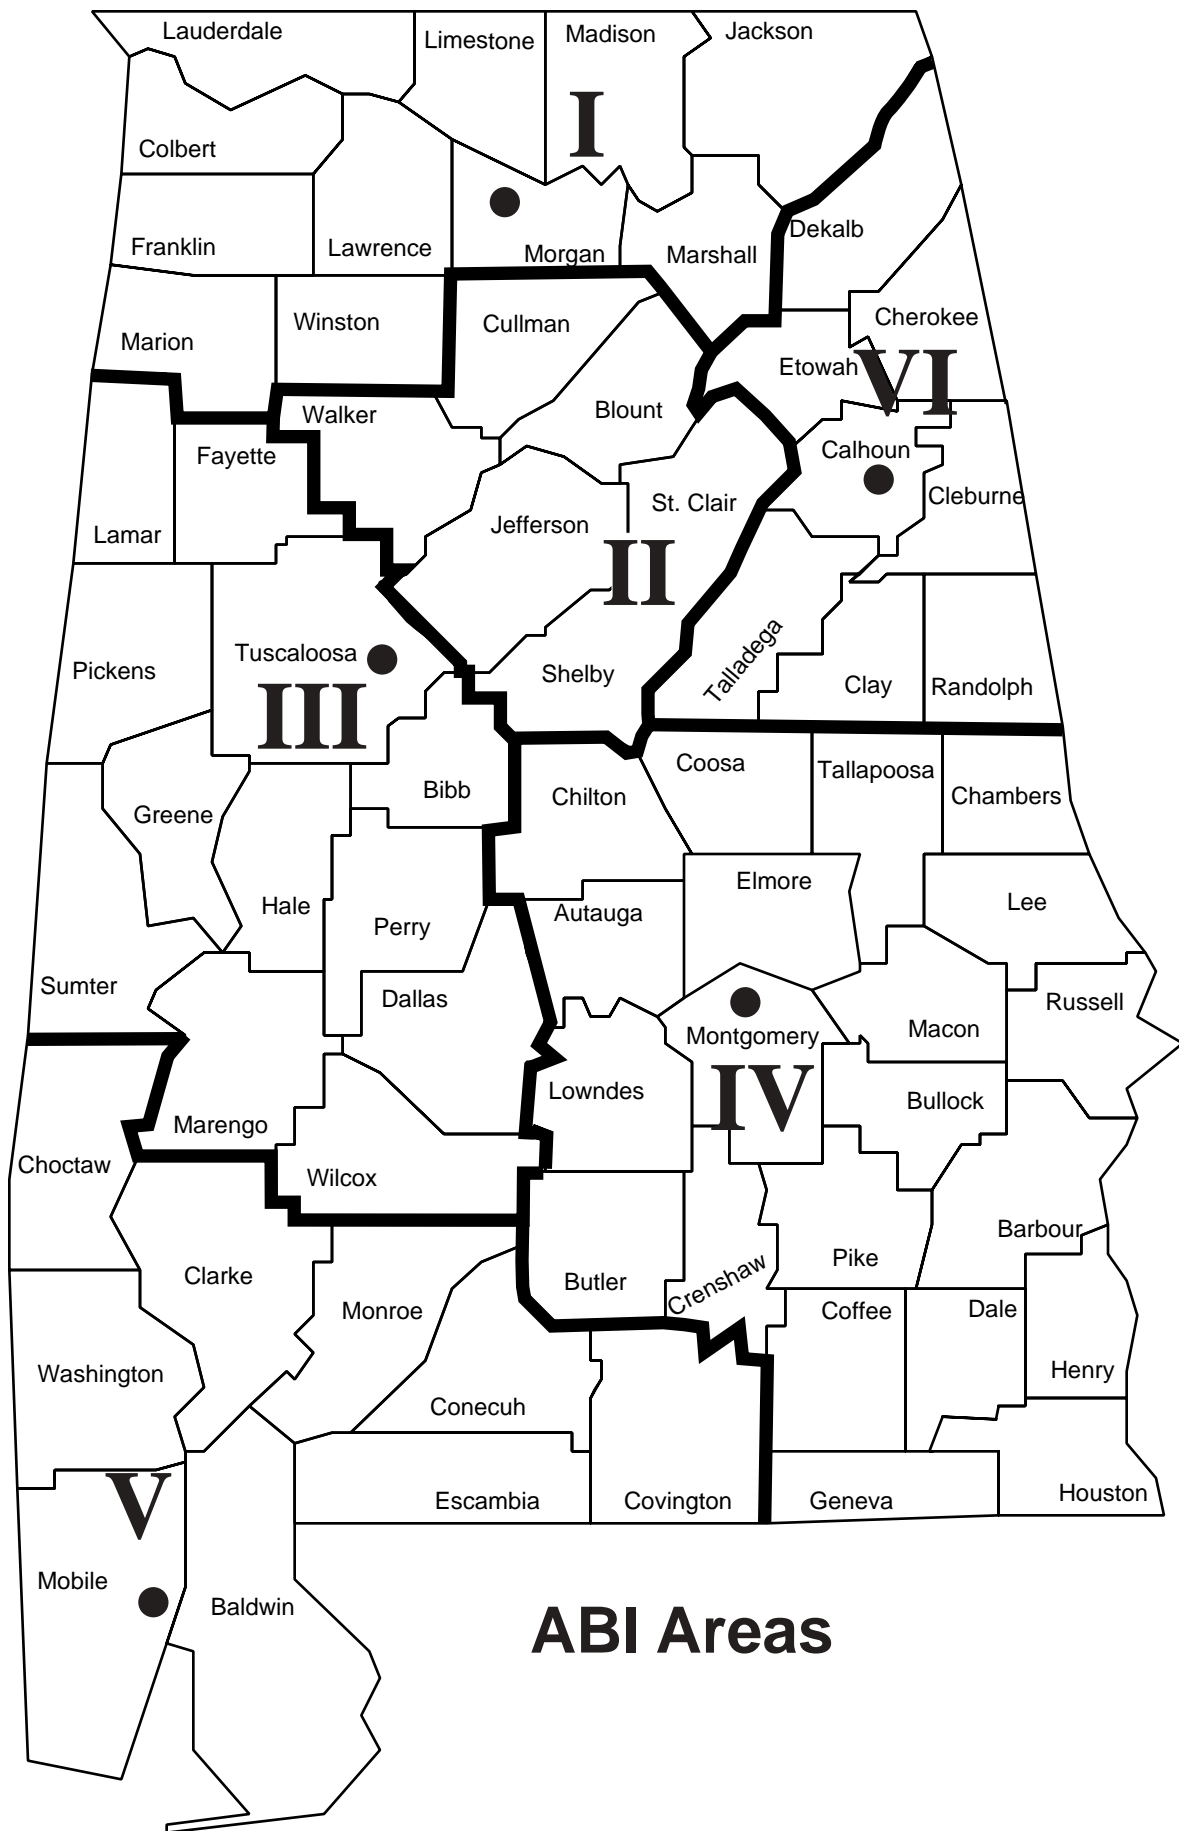 Lauderdale
Limestone
Madison
Jackson
I
Colbert
Franklin
Lawrence
Morgan
Marshall
Dekalb
Marion
Winston
Cullman
Cherokee
Etowah
VI
Walker
Blount
Fayette
Calhoun
Cleburne
Lamar
Jefferson
St. Clair
II
Pickens
Tuscaloosa
III
Shelby
Talladega
Clay
Randolph
Bibb
Chilton
Coosa
Tallapoosa
Chambers
Greene
Hale
Perry
Autauga
Elmore
Lee
Sumter
Dallas
Montgomery
Macon
Russell
IV
Marengo
Lowndes
Bullock
Choctaw
Wilcox
Clarke
Monroe
Butler
Crenshaw
Pike
Barbour
Washington
Conecuh
Coffee
Dale
Henry
V
Escambia
Covington
Geneva
Houston
Mobile
Baldwin
ABI Areas